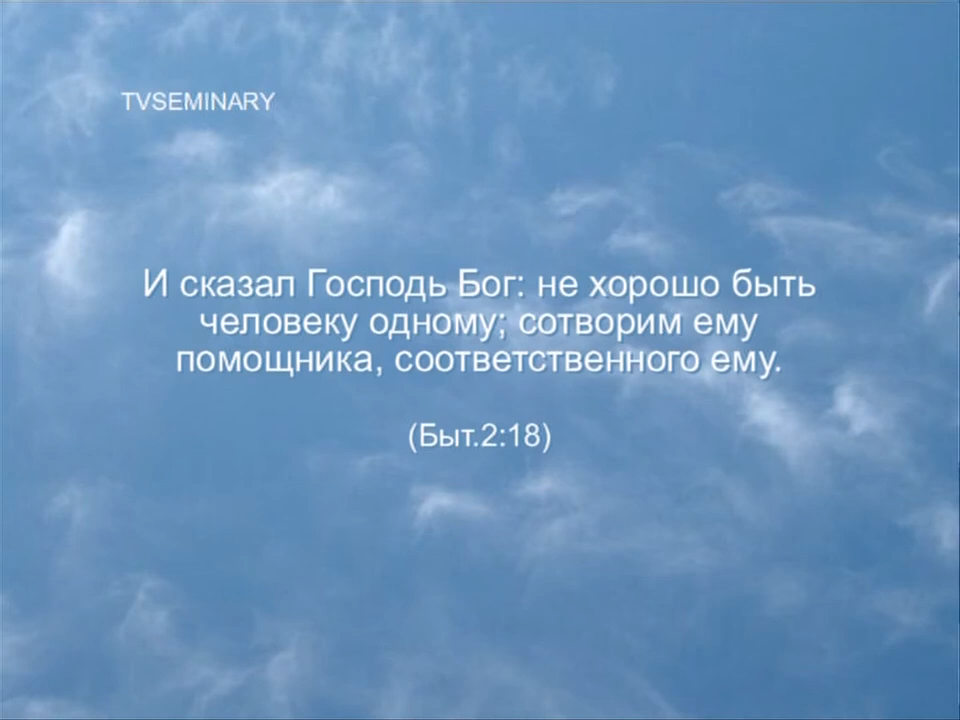 TVSEMINARY
И сказал Господь Бог: не хорошо быть
человеку одному; сотворим ему
помощника, соответственного ему.
(Быт.2:18)